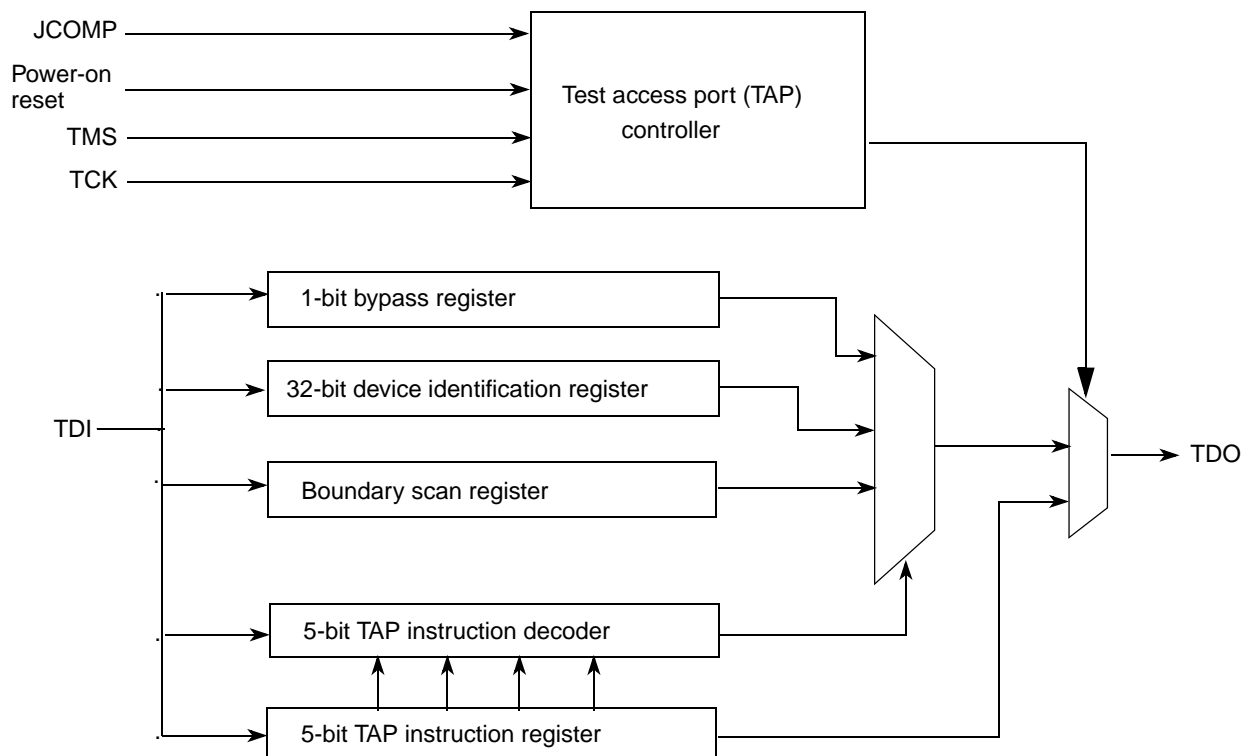 JCOMP
Power-on
reset
TMS
TCK
Test access port (TAP)
controller
1-bit bypass register
32-bit device identification register
TDI
Boundary scan register
TDO
5-bit TAP instruction decoder
5-bit TAP instruction register